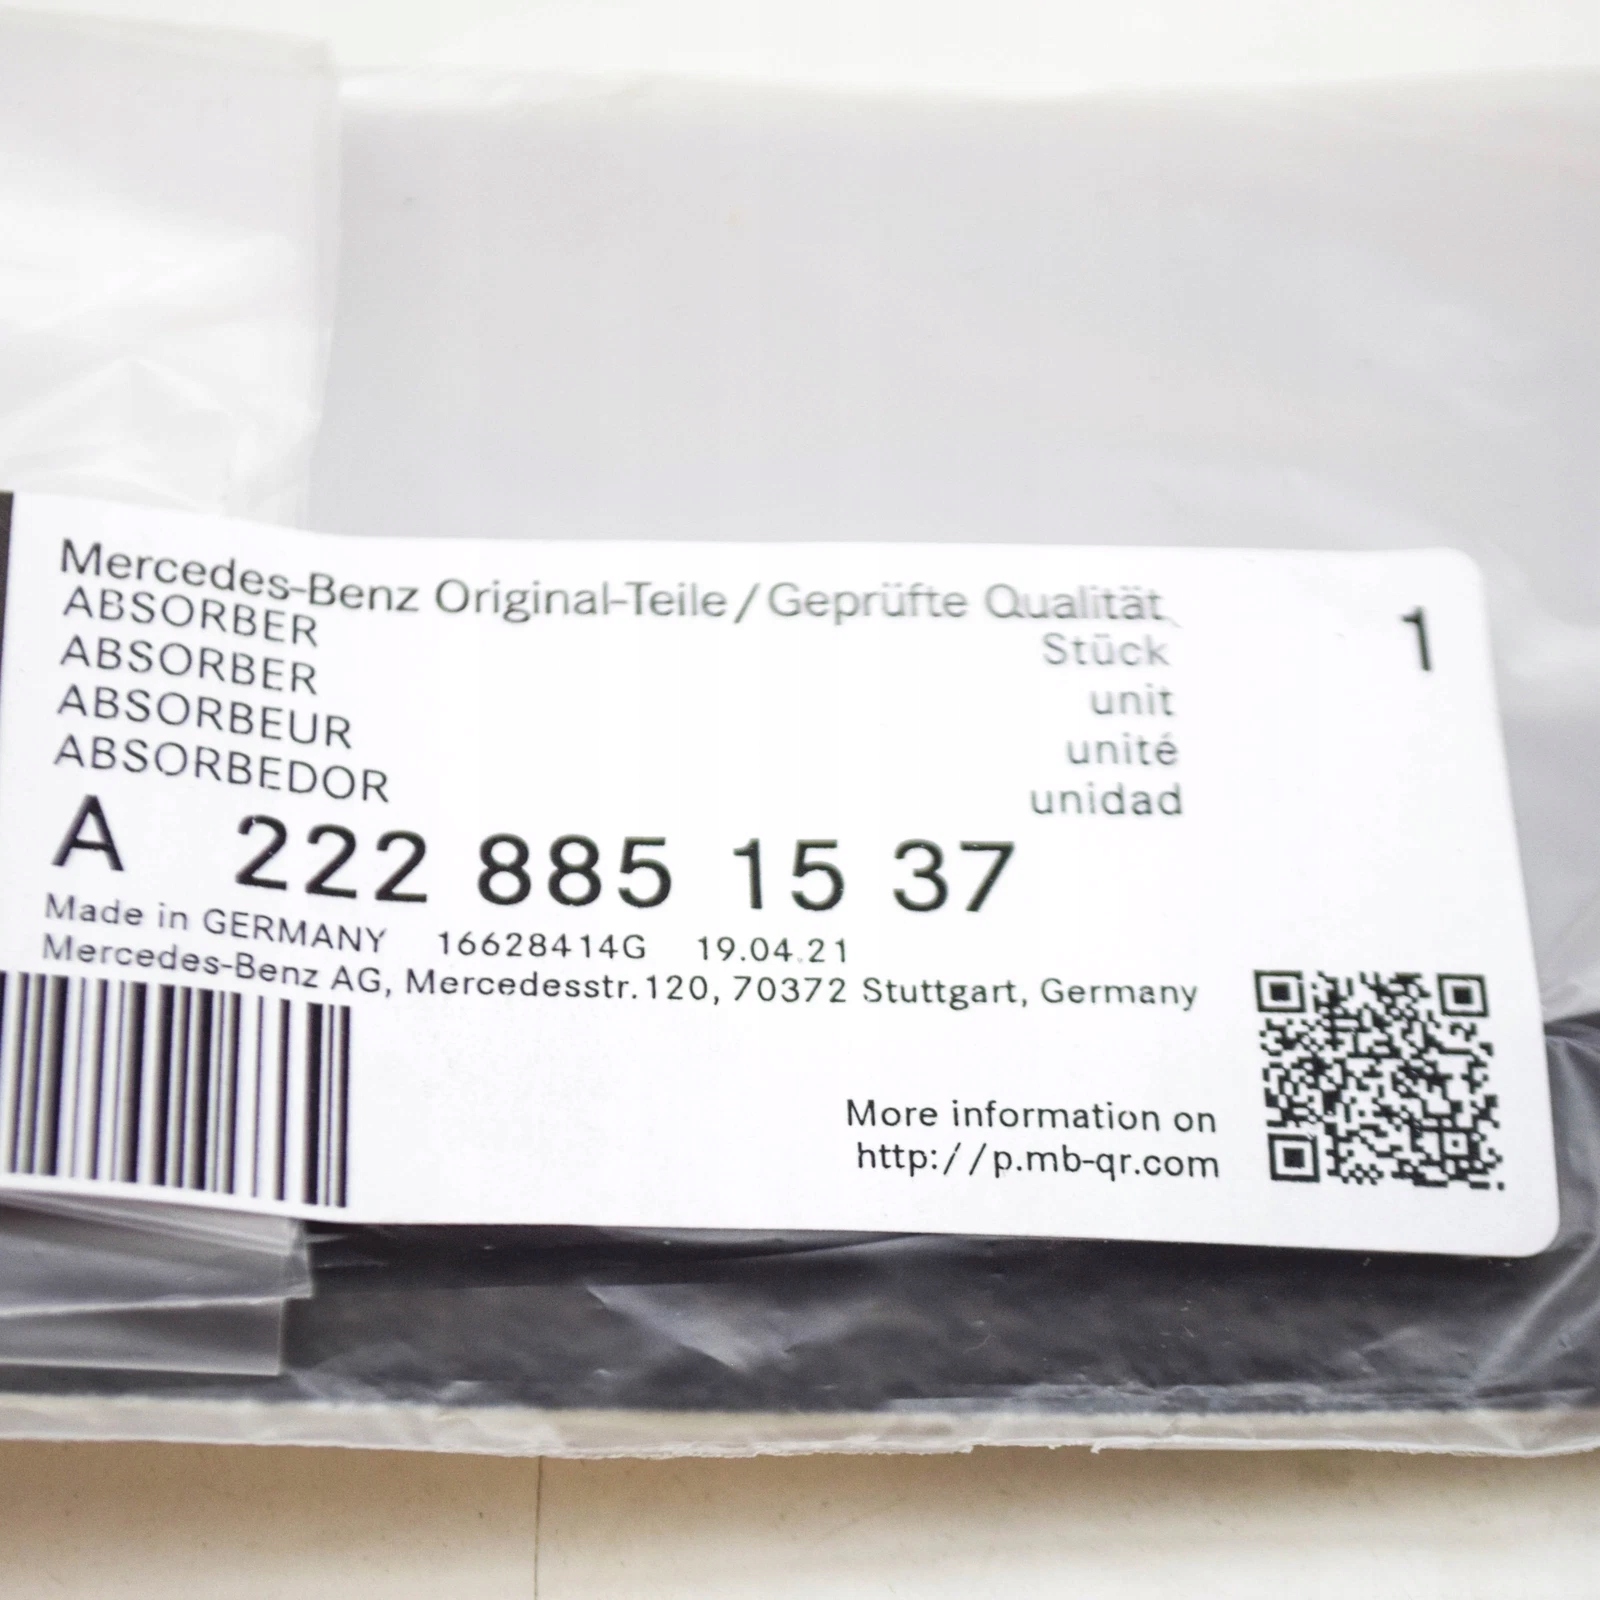 Mercedes-Benz Original-Teile/Geprüfte Qualität
ABSORBER
ABSORBER
ABSORBEUR
ABSORBEDOR
Stück
unit
unité
unidad
1
A 222 885 15 37
Made in GERMANY 16628414G 19.04.21
Mercedes-Benz AG, Mercedesstr.120, 70372 Stuttgart, Germany
More information on
http://p.mb-qr.com